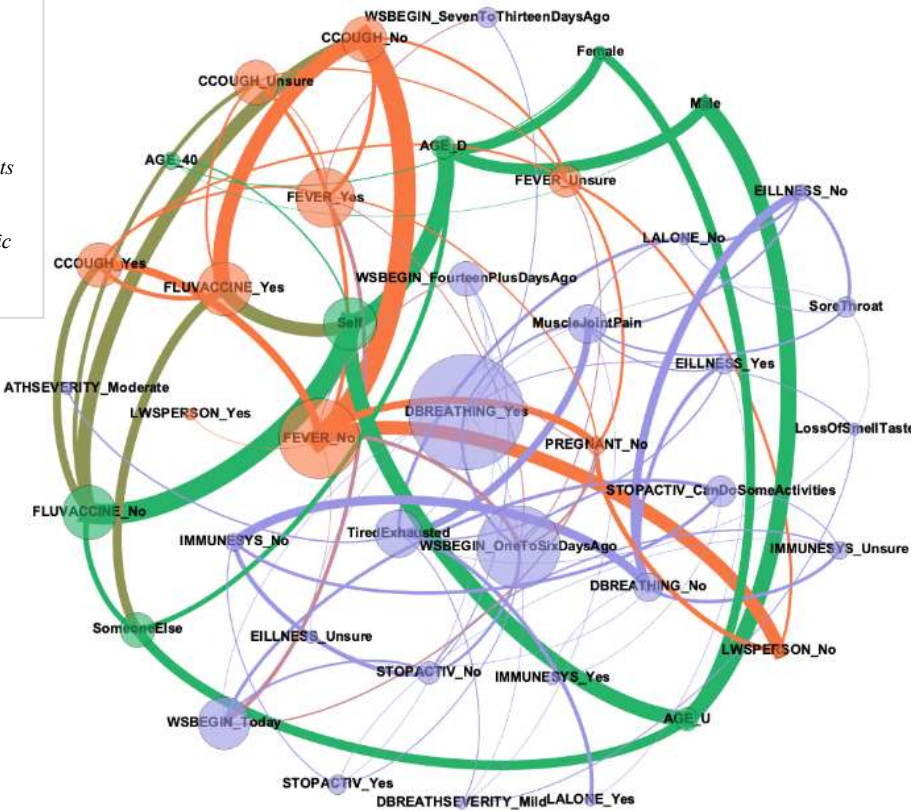 WSBEGIN_SevenToThirteenDaysAgo
CCOUGH_No
Female
CCOUGH_Unsure
Male
AGE_D
AGE_40
ts
FEVER_Unsure
EILLNESS_No
FEVER_Yes
LALONE_No
ic
CCOUGH_Yes
WSBEGIN_FourteenPlusDaysAgo
FLUVACCINE_Yes
SoreThroat
Self
MuscleJointPain
EILLNESS_Yes
ATHSEVERITY_Moderate
LWSPERSON_Yes
DBREATHING_Yes
LossOfSmellTaste
FEVER_No
PREGNANT_No
STOPACTIV_CanDoSomeActivities
FLUVACCINE_No
TiredExhausted
IMMUNESYS_No
WSBEGIN_OneToSixDaysAgo
IMMUNESYS_Unsure
DBREATHING_No
SomeoneElse
EILLNESS_Unsure
LWSPERSON_No
STOPACTIV_No
IMMUNESYS_Yes
WSBEGIN_Today
AGE_U
STOPACTIV_Yes
DBREATHSEVERITY_Mild
LALONE_Yes